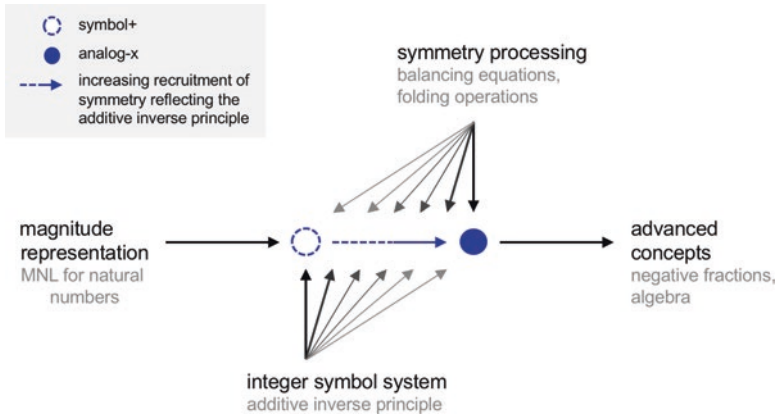 symbol+
analog-x
increasing recruitment of
symmetry reflecting the
additive inverse principle
symmetry processing
balancing equations,
folding operations
magnitude
representation
MNL for natural
numbers
advanced
concepts
negative fractions,
algebra
integer symbol system
additive inverse principle